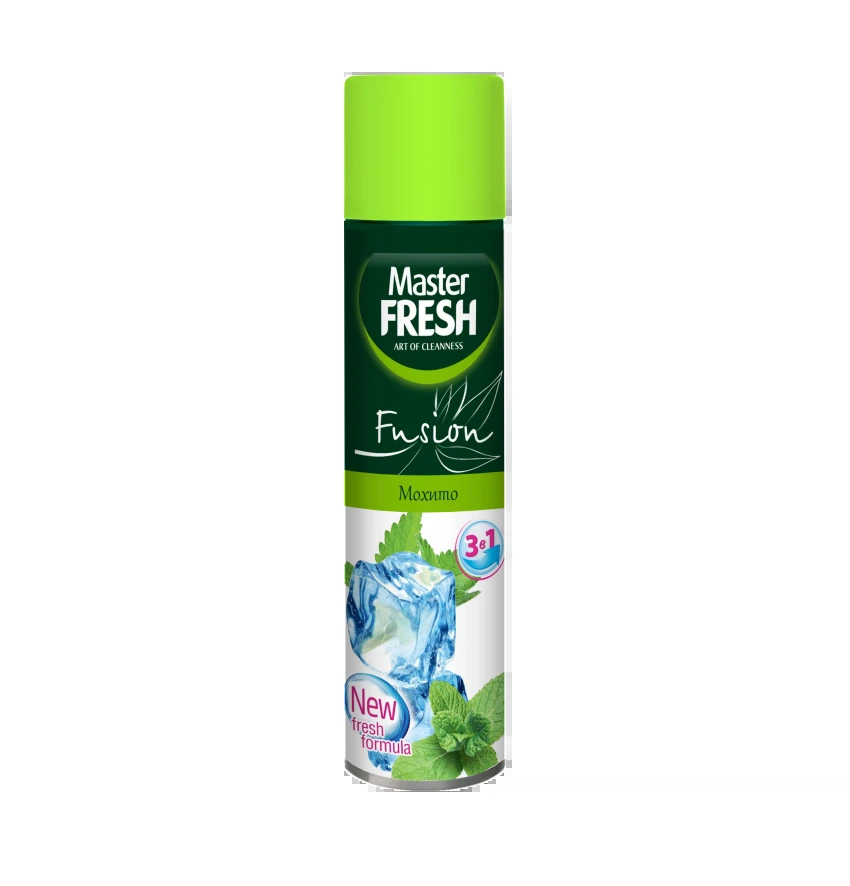 Master
FRESH
ART OF CLEANNESS
Fusion
Мохито
3в1
New
fresh
formula